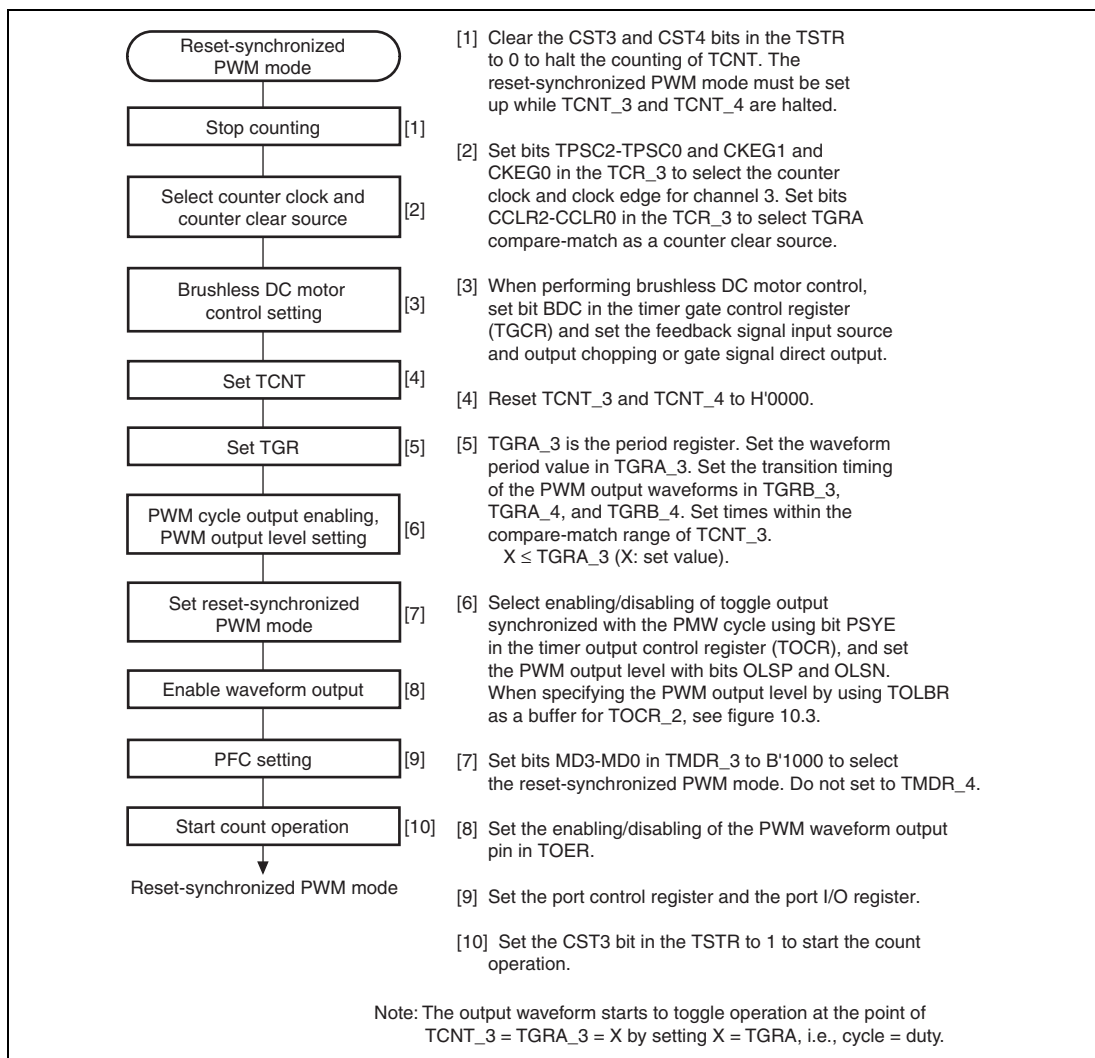 Reset-synchronized
PWM mode
Stop counting
[1]
Select counter clock and
counter clear source
[2]
Brushless DC motor
control setting
[3]
Set TCNT
[4]
Set TGR
[5]
PWM cycle output enabling,
PWM output level setting
[6]
Set reset-synchronized
PWM mode
[7]
Enable waveform output
[8]
PFC setting
[9]
Start count operation
[10]
Reset-synchronized PWM mode
[1] Clear the CST3 and CST4 bits in the TSTR
to 0 to halt the counting of TCNT. The
reset-synchronized PWM mode must be set
up while TCNT_3 and TCNT_4 are halted.
[2] Set bits TPSC2-TPSC0 and CKEG1 and
CKEG0 in the TCR_3 to select the counter
clock and clock edge for channel 3. Set bits
CCLR2-CCLR0 in the TCR_3 to select TGRA
compare-match as a counter clear source.
[3] When performing brushless DC motor control,
set bit BDC in the timer gate control register
(TGCR) and set the feedback signal input source
and output chopping or gate signal direct output.
[4] Reset TCNT_3 and TCNT_4 to H'0000.
[5] TGRA_3 is the period register. Set the waveform
period value in TGRA_3. Set the transition timing
of the PWM output waveforms in TGRB_3,
TGRA_4, and TGRB_4. Set times within the
compare-match range of TCNT_3.
X ≤ TGRA_3 (X: set value).
[6] Select enabling/disabling of toggle output
synchronized with the PMW cycle using bit PSYE
in the timer output control register (TOCR), and set
the PWM output level with bits OLSP and OLSN.
When specifying the PWM output level by using TOLBR
as a buffer for TOCR_2, see figure 10.3.
[7] Set bits MD3-MD0 in TMDR_3 to B'1000 to select
the reset-synchronized PWM mode. Do not set to TMDR_4.
[8] Set the enabling/disabling of the PWM waveform output
pin in TOER.
[9] Set the port control register and the port I/O register.
[10] Set the CST3 bit in the TSTR to 1 to start the count
operation.
Note: The output waveform starts to toggle operation at the point of
TCNT_3 = TGRA_3 = X by setting X = TGRA, i.e., cycle = duty.